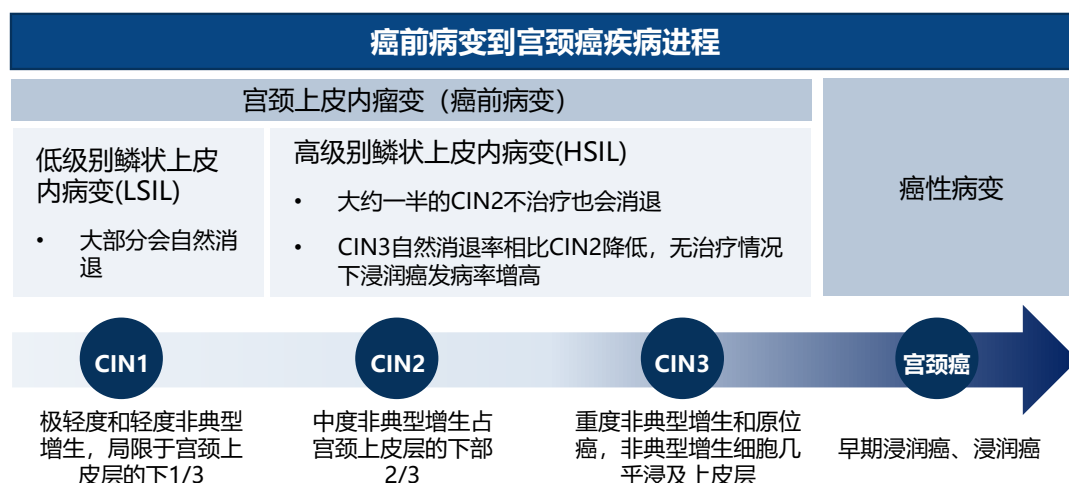 癌前病变到宫颈癌疾病进程
宫颈上皮内瘤变（癌前病变）
低级别鳞状上皮
内病变(LSIL)
• 大部分会自然消
退
高级别鳞状上皮内病变(HSIL)
• 大约一半的CIN2不治疗也会消退
• CIN3自然消退率相比CIN2降低，无治疗情况
下浸润癌发病率增高
癌性病变
CIN1
CIN2
CIN3
宫颈癌
极轻度和轻度非典型
增生，局限于宫颈上
皮层的下1/3
中度非典型增生占
宫颈上皮层的下部
2/3
重度非典型增生和原位
癌，非典型增生细胞几
乎浸及上皮层
早期浸润癌、浸润癌